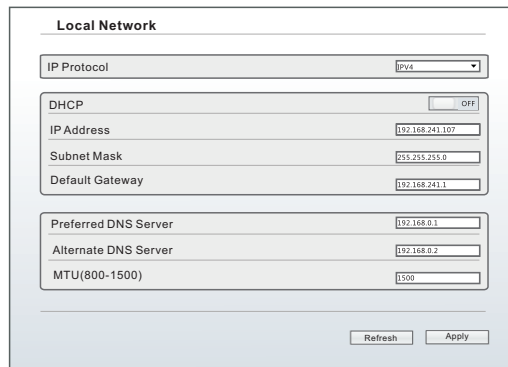 Local Network
IP Protocol IPV4
DHCP OFF
IP Address 192.168.241.107
Subnet Mask 255.255.255.0
Default Gateway 192.168.241.1
Preferred DNS Server 192.168.0.1
Alternate DNS Server 192.168.0.2
MTU(800-1500) 1500
Refresh Apply